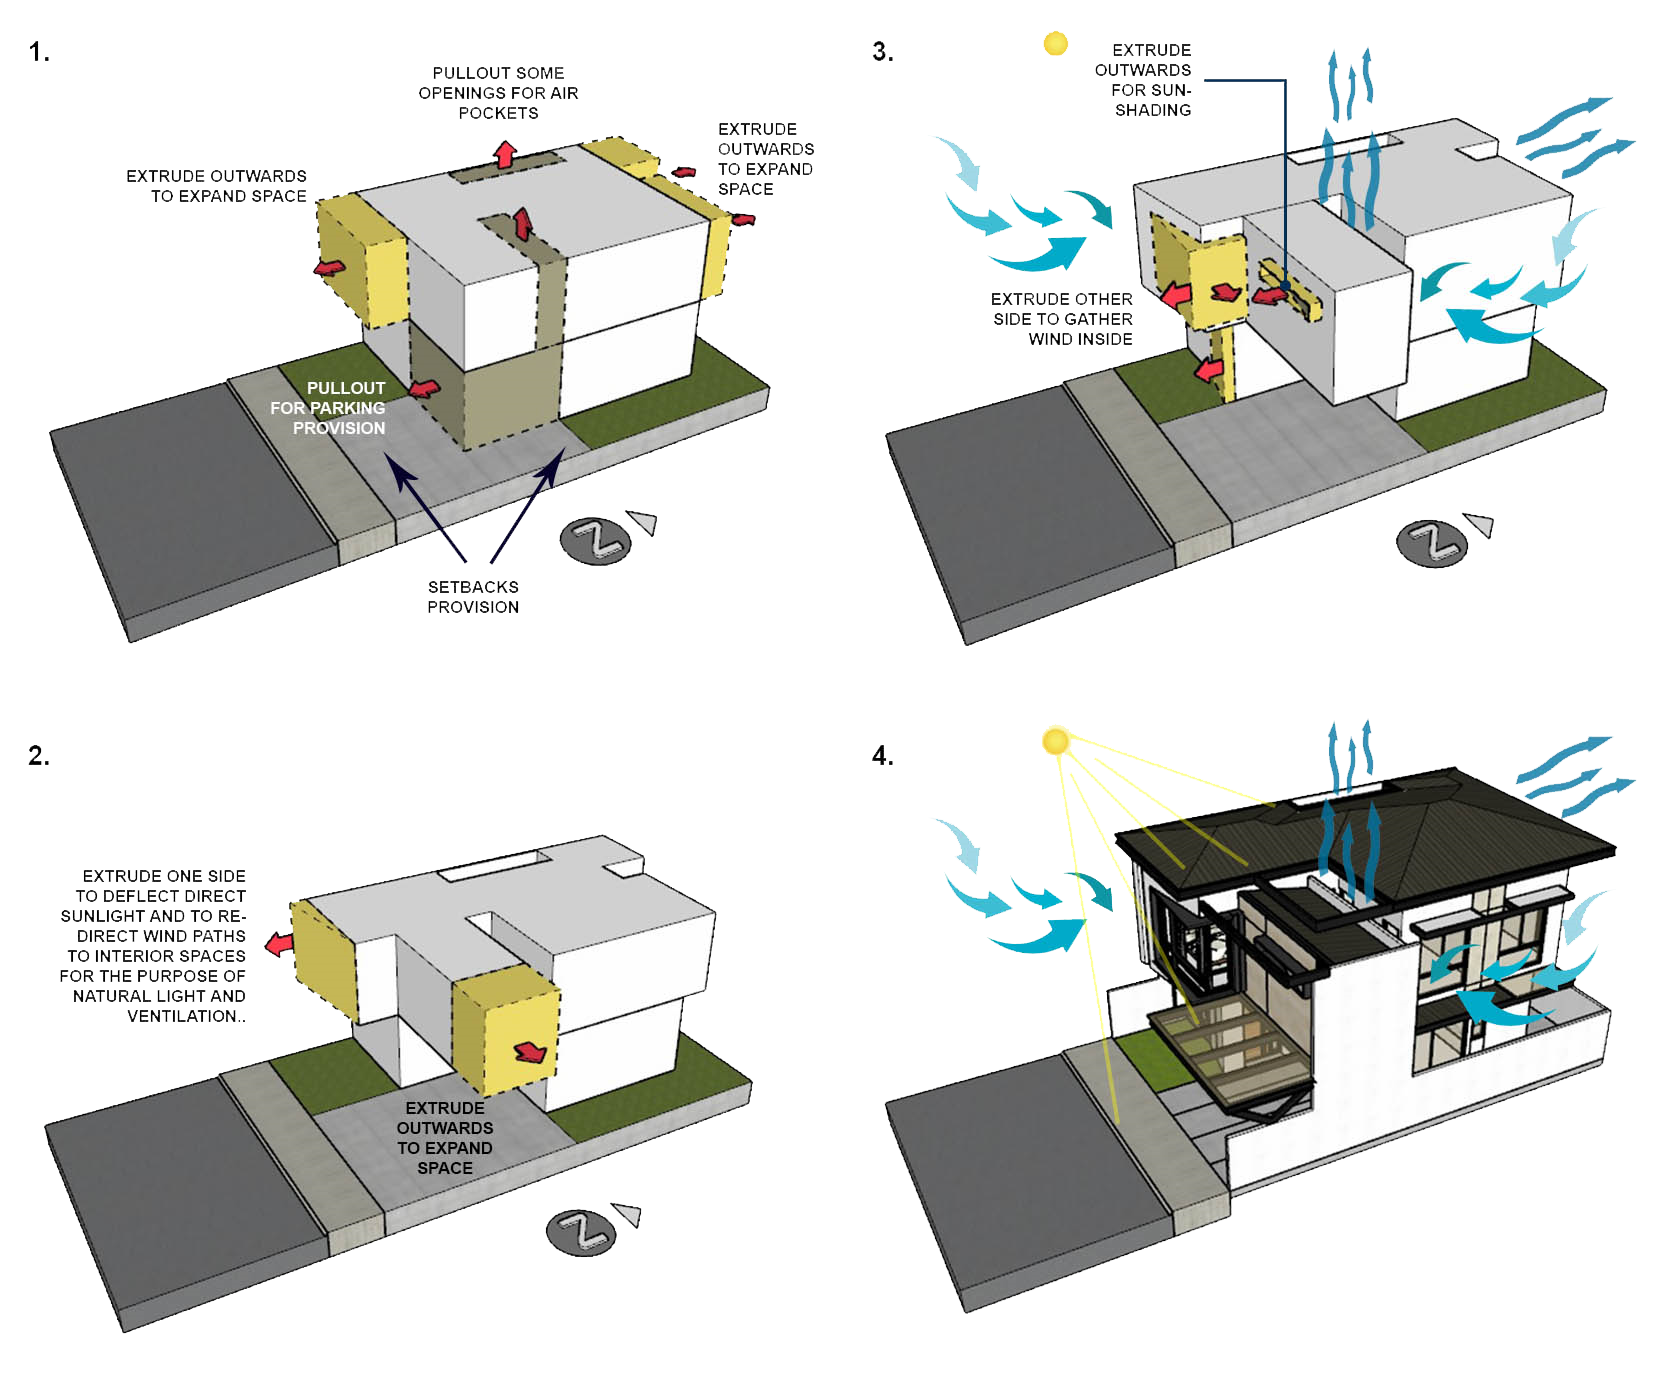 1.
PULLOUT SOME
OPENINGS FOR AIR
POCKETS
EXTRUDE
OUTWARDS
TO EXPAND
SPACE
EXTRUDE OUTWARDS
TO EXPAND SPACE
PULLOUT
FOR PARKING
PROVISION
SETBACKS
PROVISION
Z
3.
EXTRUDE
OUTWARDS
FOR SUN-
SHADING
EXTRUDE OTHER
SIDE TO GATHER
WIND INSIDE
Z
2.
EXTRUDE ONE SIDE
TO DEFLECT DIRECT
SUNLIGHT AND TO RE-
DIRECT WIND PATHS
TO INTERIOR SPACES
FOR THE PURPOSE OF
NATURAL LIGHT AND
VENTILATION..
EXTRUDE
OUTWARDS
TO EXPAND
SPACE
Z
4.